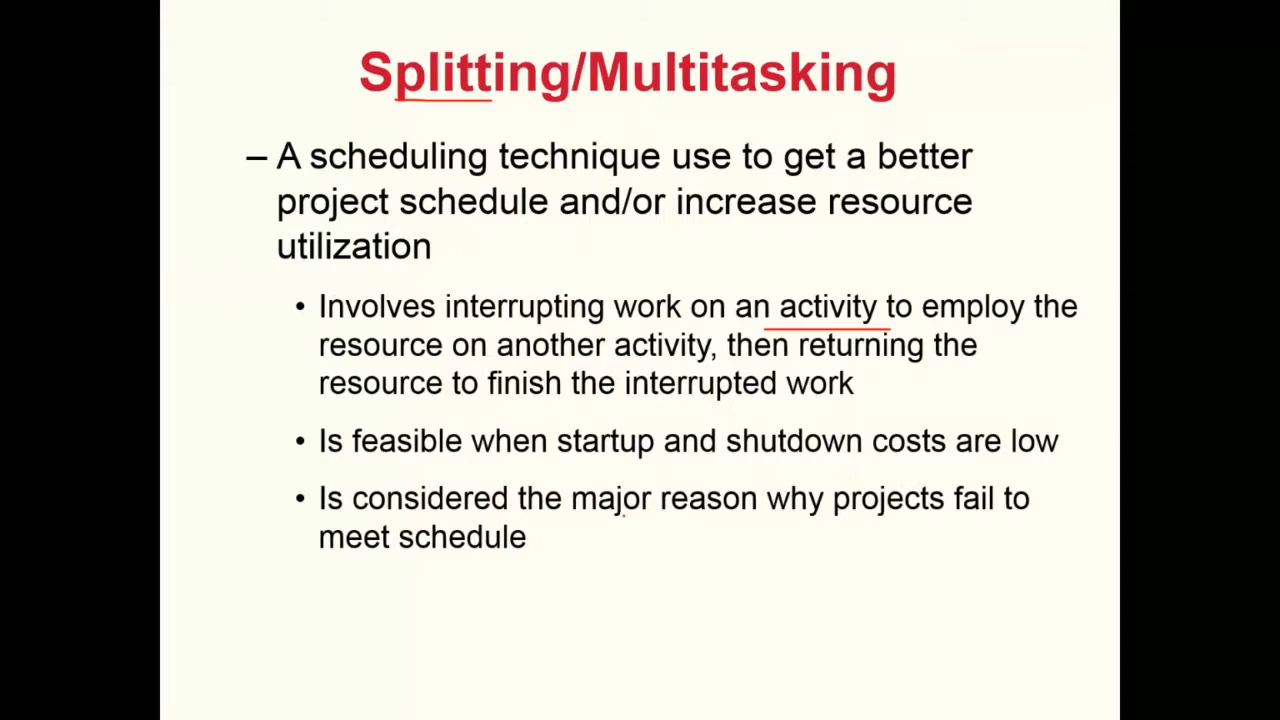 Splitting/Multitasking
– A scheduling technique use to get a better
project schedule and/or increase resource
utilization
• Involves interrupting work on an activity to employ the
resource on another activity, then returning the
resource to finish the interrupted work
• Is feasible when startup and shutdown costs are low
• Is considered the major reason why projects fail to
meet schedule